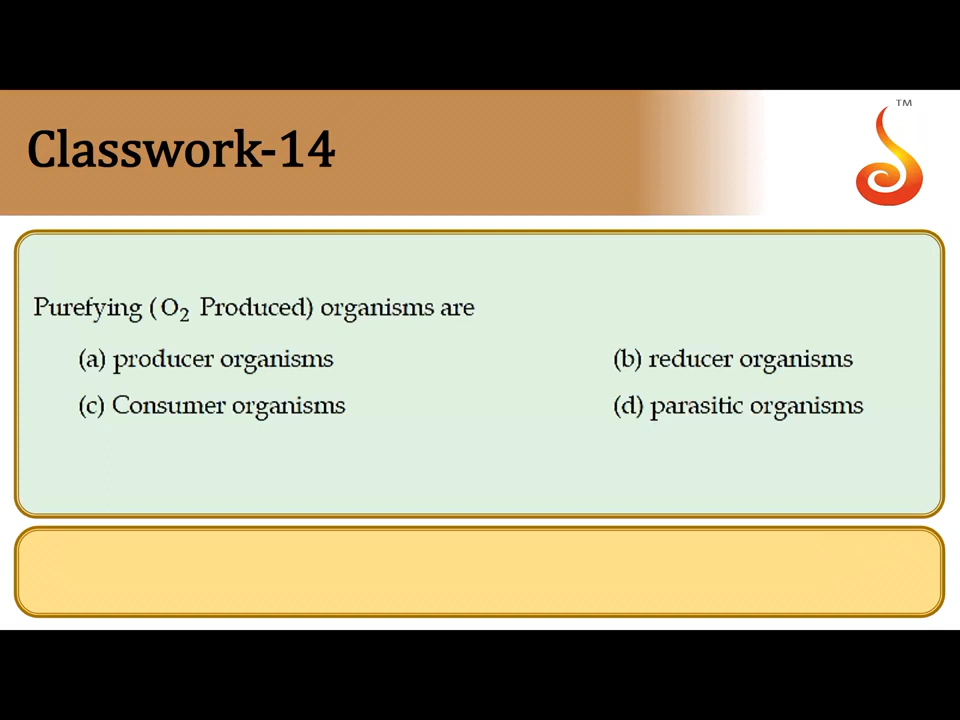 TM
Classwork-14
Purefying (O₂ Produced) organisms are
(a) producer organisms (b) reducer organisms
(c) Consumer organisms (d) parasitic organisms